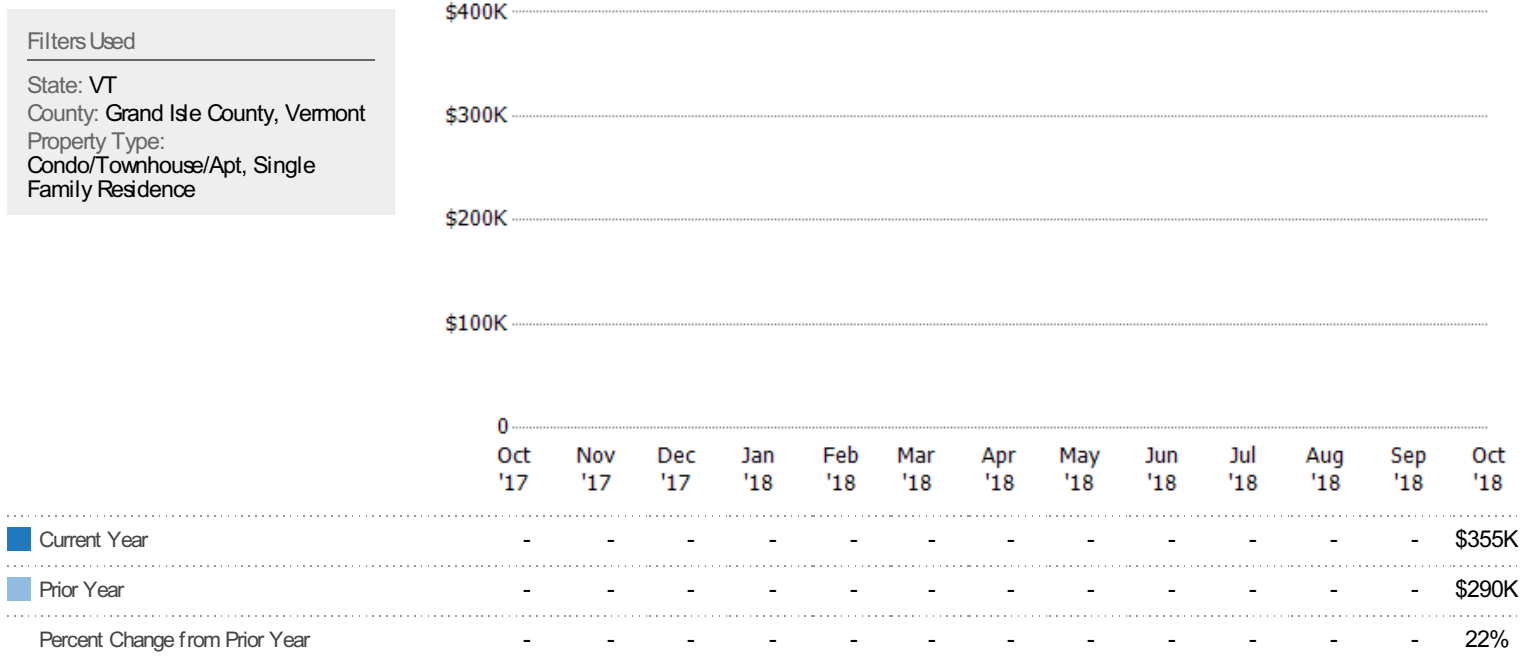 Filters Used
State: VT
County: Grand Isle County, Vermont
Property Type:
Condo/Townhouse/Apt, Single
Family Residence
$400K
$300K
$200K
$100K
0
Oct Nov Dec Jan Feb Mar Apr May Jun Jul Aug Sep Oct
'17 '17 '17 '18 '18 '18 '18 '18 '18 '18 '18 '18 '18
Current Year - - - - - - - - - - - - $355K
Prior Year - - - - - - - - - - - - $290K
Percent Change from Prior Year - - - - - - - - - - - - 22%